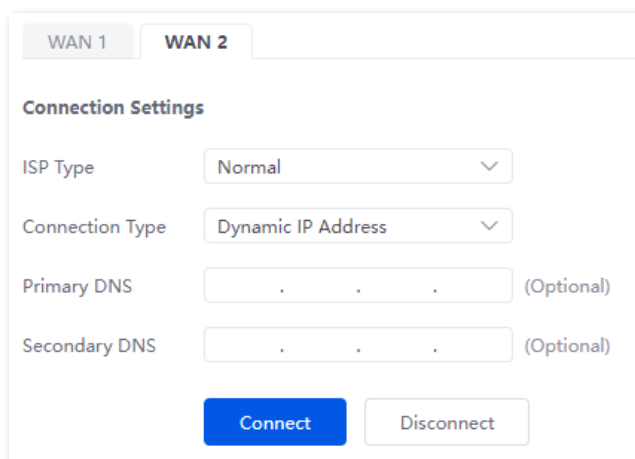 WAN 1 WAN 2
Connection Settings
ISP Type Normal
Connection Type Dynamic IP Address
Primary DNS . . . (Optional)
Secondary DNS . . . (Optional)
Connect Disconnect